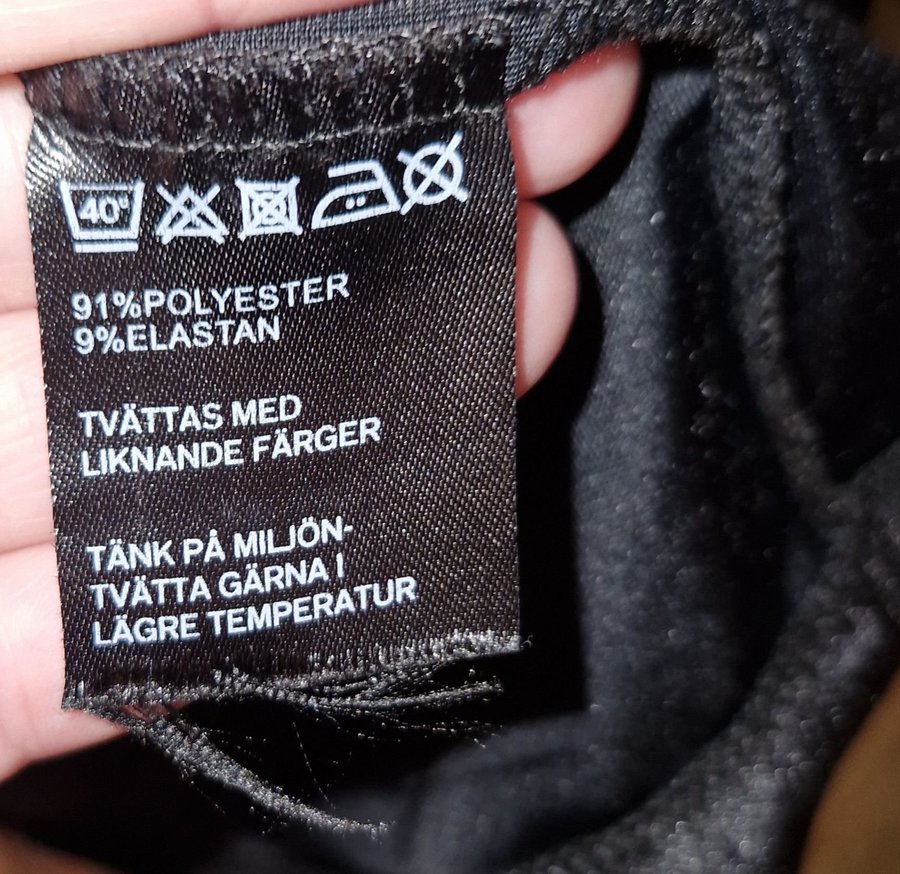 40°
91%POLYESTER
9%ELASTAN
TVÄTTAS MED
LIKNANDE FÄRGER
TÄNK PÅ MILJÖN-
TVÄTTA GÄRNA I
LÄGRE TEMPERATUR